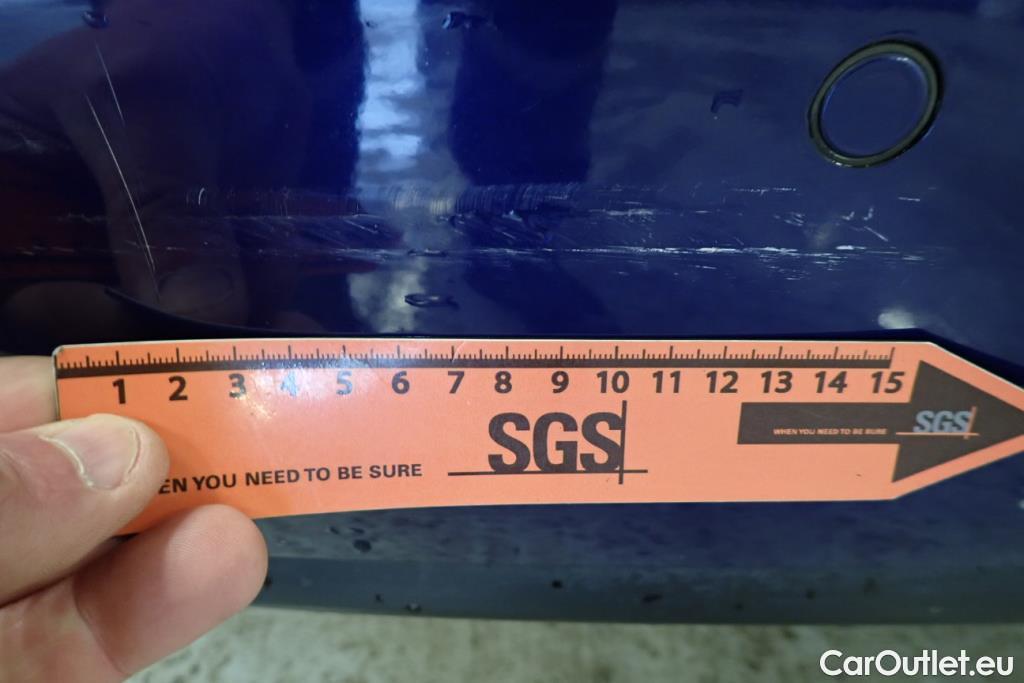 1 2 3 4 5 6 7 8 9 10 11 12 13 14 15
SGS
WHEN YOU NEED TO BE SURE
SGS
EN YOU NEED TO BE SURE
CarOutlet.eu